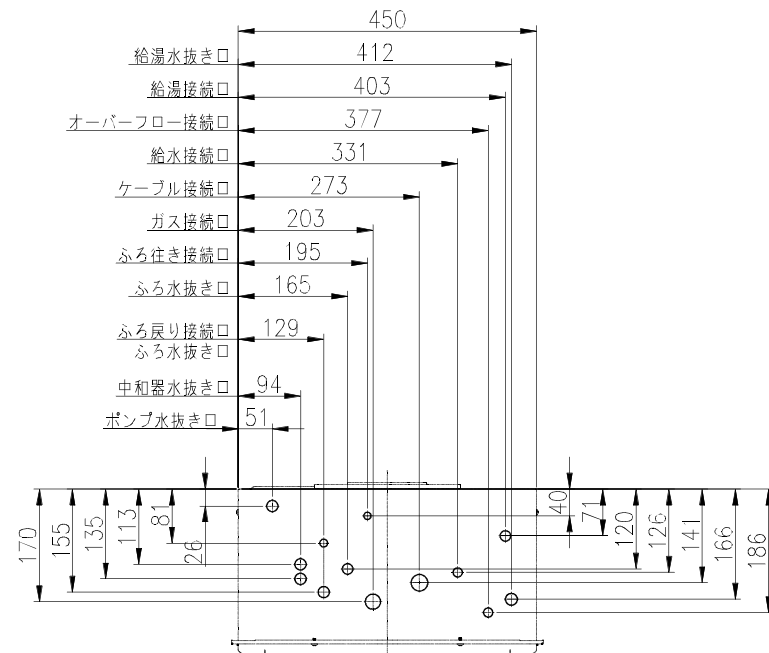 450
給湯水抜き口 412
給湯接続口 403
オーバーフロー接続口 377
給水接続口 331
ケーブル接続口 273
ガス接続口 203
ふろ往き接続口 195
ふろ水抜き口 165
ふろ戻り接続口 129
ふろ水抜き口
中和器水抜き口 94
ポンプ水抜き口 51
170
155
135
113
81
26
40
71
120
126
141
166
186